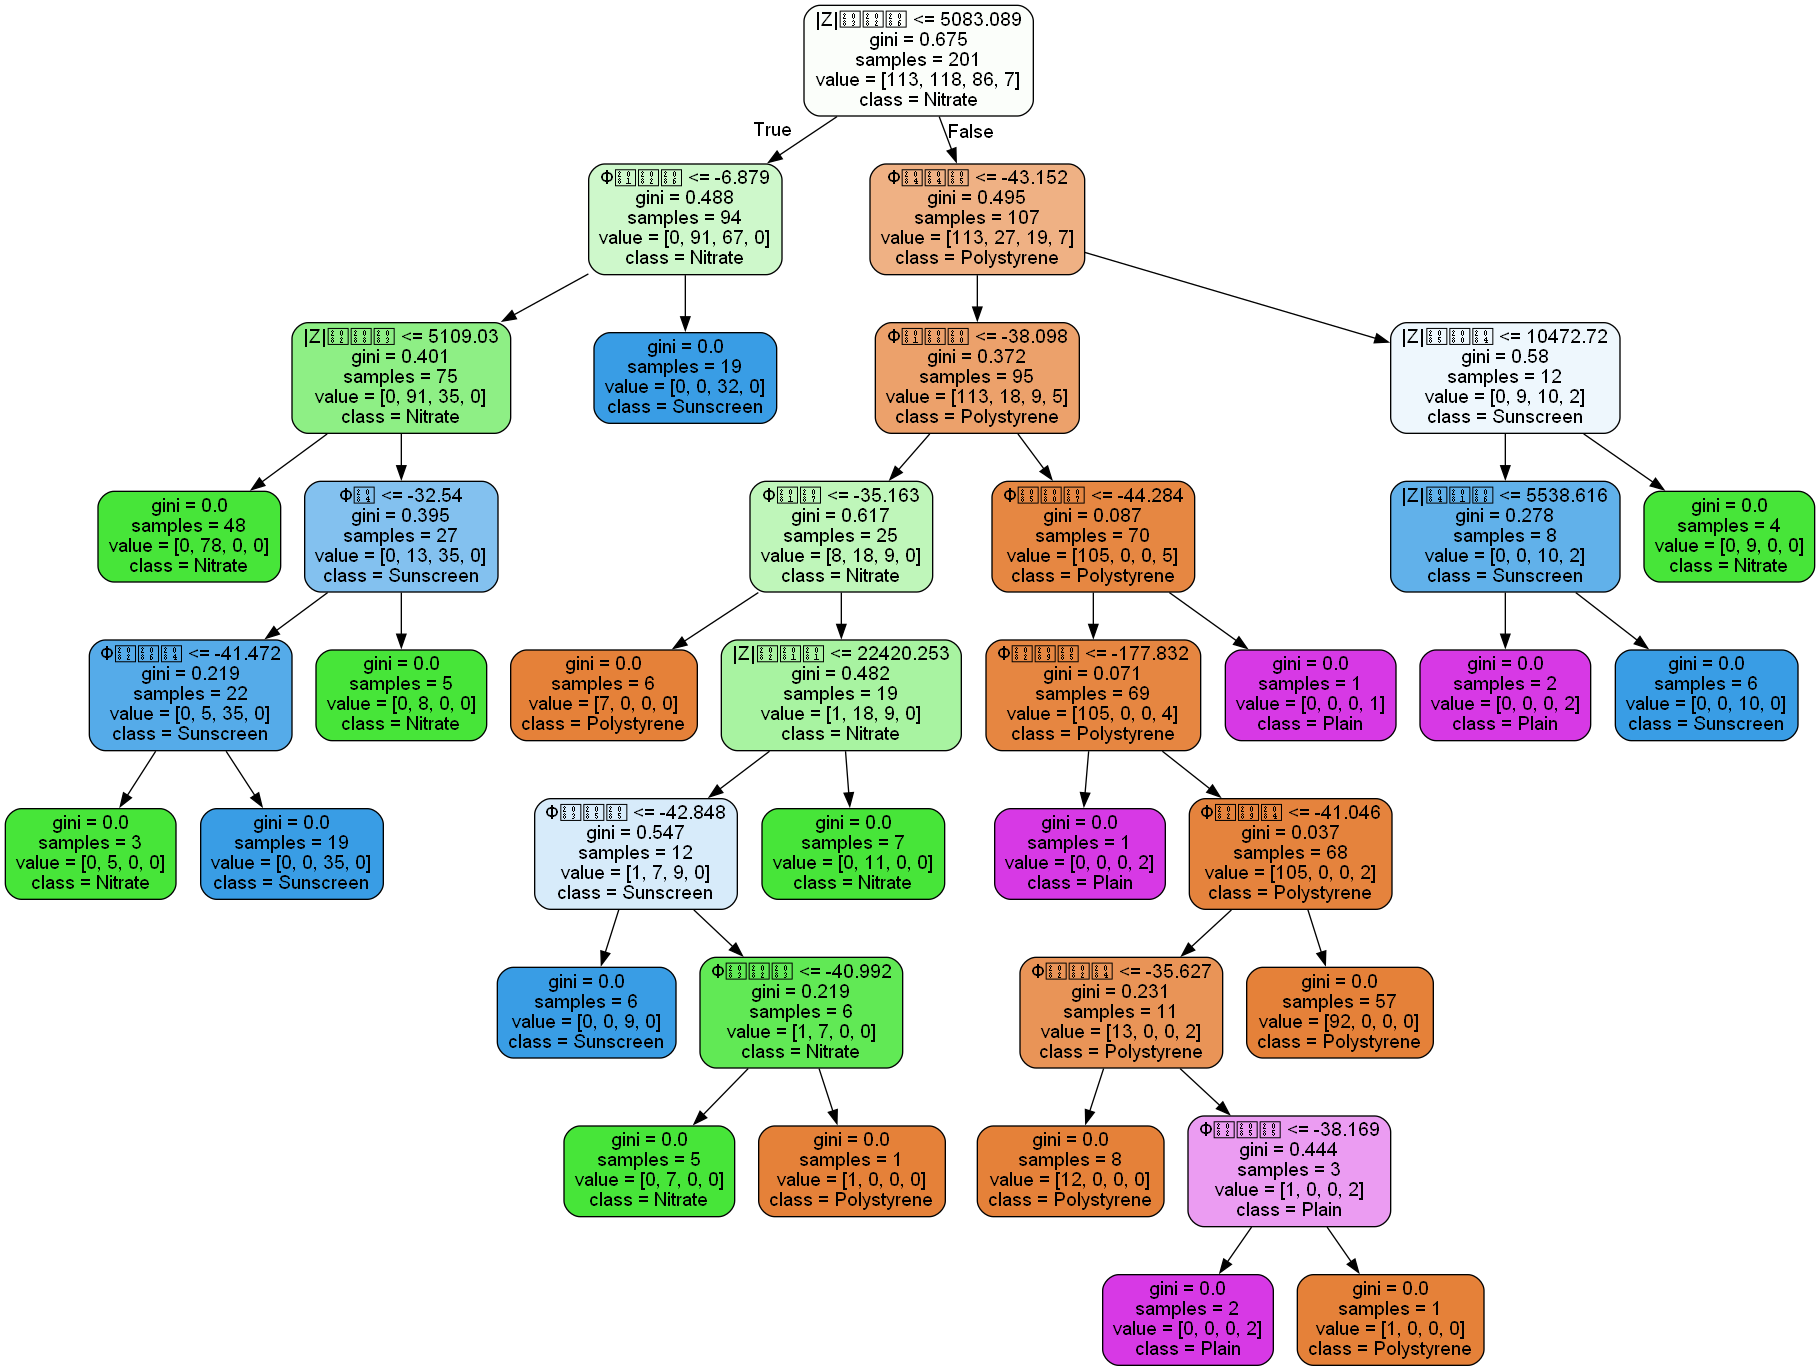 |Z| <= 5083.089
gini = 0.675
samples = 201
value = [113, 118, 86, 7]
class = Nitrate
True
False
Φ <= -6.879
gini = 0.488
samples = 94
value = [0, 91, 67, 0]
class = Nitrate
Φ <= -43.152
gini = 0.495
samples = 107
value = [113, 27, 19, 7]
class = Polystyrene
|Z| <= 5109.03
gini = 0.401
samples = 75
value = [0, 91, 35, 0]
class = Nitrate
gini = 0.0
samples = 19
value = [0, 0, 32, 0]
class = Sunscreen
Φ <= -38.098
gini = 0.372
samples = 95
value = [113, 18, 9, 5]
class = Polystyrene
|Z| <= 10472.72
gini = 0.58
samples = 12
value = [0, 9, 10, 2]
class = Sunscreen
gini = 0.0
samples = 48
value = [0, 78, 0, 0]
class = Nitrate
Φ <= -32.54
gini = 0.395
samples = 27
value = [0, 13, 35, 0]
class = Sunscreen
Φ <= -35.163
gini = 0.617
samples = 25
value = [8, 18, 9, 0]
class = Nitrate
Φ <= -44.284
gini = 0.087
samples = 70
value = [105, 0, 0, 5]
class = Polystyrene
|Z| <= 5538.616
gini = 0.278
samples = 8
value = [0, 0, 10, 2]
class = Sunscreen
gini = 0.0
samples = 4
value = [0, 9, 0, 0]
class = Nitrate
Φ <= -41.472
gini = 0.219
samples = 22
value = [0, 5, 35, 0]
class = Sunscreen
gini = 0.0
samples = 5
value = [0, 8, 0, 0]
class = Nitrate
gini = 0.0
samples = 6
value = [7, 0, 0, 0]
class = Polystyrene
|Z| <= 22420.253
gini = 0.482
samples = 19
value = [1, 18, 9, 0]
class = Nitrate
Φ <= -177.832
gini = 0.071
samples = 69
value = [105, 0, 0, 4]
class = Polystyrene
gini = 0.0
samples = 1
value = [0, 0, 0, 1]
class = Plain
gini = 0.0
samples = 2
value = [0, 0, 0, 2]
class = Plain
gini = 0.0
samples = 6
value = [0, 0, 10, 0]
class = Sunscreen
gini = 0.0
samples = 3
value = [0, 5, 0, 0]
class = Nitrate
gini = 0.0
samples = 19
value = [0, 0, 35, 0]
class = Sunscreen
Φ <= -42.848
gini = 0.547
samples = 12
value = [1, 7, 9, 0]
class = Sunscreen
gini = 0.0
samples = 7
value = [0, 11, 0, 0]
class = Nitrate
gini = 0.0
samples = 1
value = [0, 0, 0, 2]
class = Plain
Φ <= -41.046
gini = 0.037
samples = 68
value = [105, 0, 0, 2]
class = Polystyrene
gini = 0.0
samples = 6
value = [0, 0, 9, 0]
class = Sunscreen
Φ <= -40.992
gini = 0.219
samples = 6
value = [1, 7, 0, 0]
class = Nitrate
Φ <= -35.627
gini = 0.231
samples = 11
value = [13, 0, 0, 2]
class = Polystyrene
gini = 0.0
samples = 57
value = [92, 0, 0, 0]
class = Polystyrene
gini = 0.0
samples = 5
value = [0, 7, 0, 0]
class = Nitrate
gini = 0.0
samples = 1
value = [1, 0, 0, 0]
class = Polystyrene
gini = 0.0
samples = 8
value = [12, 0, 0, 0]
class = Polystyrene
Φ <= -38.169
gini = 0.444
samples = 3
value = [1, 0, 0, 2]
class = Plain
gini = 0.0
samples = 2
value = [0, 0, 0, 2]
class = Plain
gini = 0.0
samples = 1
value = [1, 0, 0, 0]
class = Polystyrene